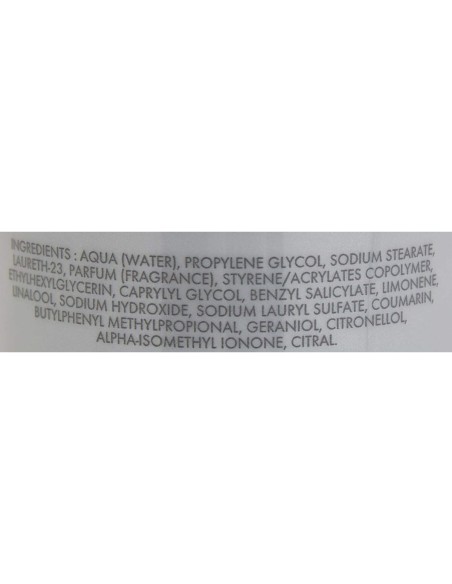 INGREDIENTS : AQUA (WATER), PROPYLENE GLYCOL, SODIUM STEARATE,
LAURETH-23, PARFUM (FRAGRANCE), STYRENE/ACRYLATES COPOLYMER,
ETHYLHEXYLGLYCERIN, CAPRYLYL GLYCOL, BENZYL SALICYLATE, LIMONENE,
LINALOOL, SODIUM HYDROXIDE, SODIUM LAURYL SULFATE, COUMARIN,
BUTYLPHENYL METHYLPROPIONAL, GERANIOL, CITRONELLOL,
ALPHA-ISOMETHYL IONONE, CITRAL.